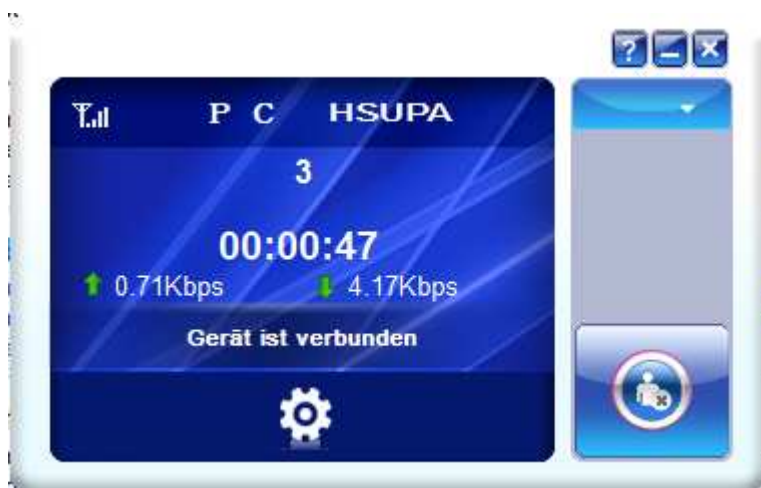 ?
P C HSUPA
3
00:00:47
0.71Kbps 4.17Kbps
Gerät ist verbunden